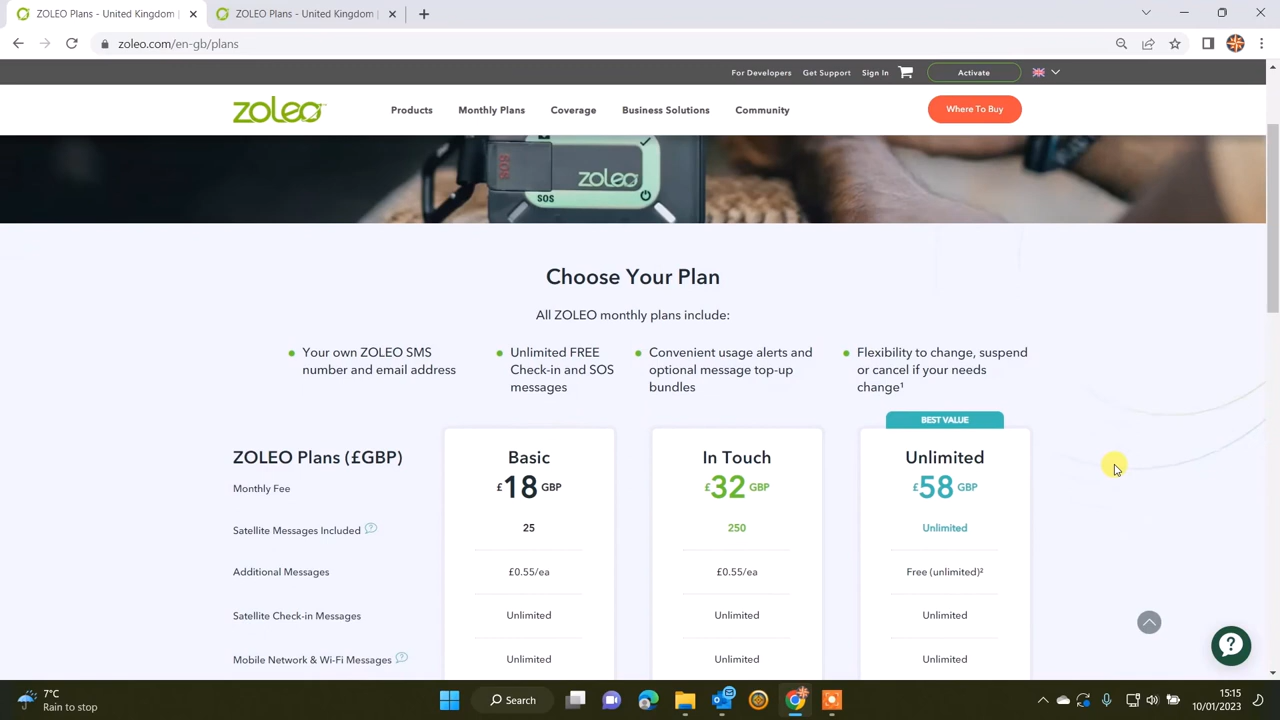 ZOLEO Plans - United Kingdom |
ZOLEO Plans - United Kingdom |
zoleo.com/en-gb/plans
For Developers Get Support Sign In Activate
zoleo Products Monthly Plans Coverage Business Solutions Community Where To Buy
SOS
zoleo
SOS
Choose Your Plan
All ZOLEO monthly plans include:
Your own ZOLEO SMS number and email address
Unlimited FREE Check-in and SOS messages
Convenient usage alerts and optional message top-up bundles
Flexibility to change, suspend or cancel if your needs change¹
BEST VALUE
ZOLEO Plans (£GBP) Basic In Touch Unlimited
Monthly Fee £18 GBP £32 GBP £58 GBP
Satellite Messages Included ? 25 250 Unlimited
Additional Messages £0.55/ea £0.55/ea Free (unlimited)²
Satellite Check-in Messages Unlimited Unlimited Unlimited
Mobile Network & Wi-Fi Messages ? Unlimited Unlimited Unlimited
?
7°C
Rain to stop
Search
15:15
10/01/2023